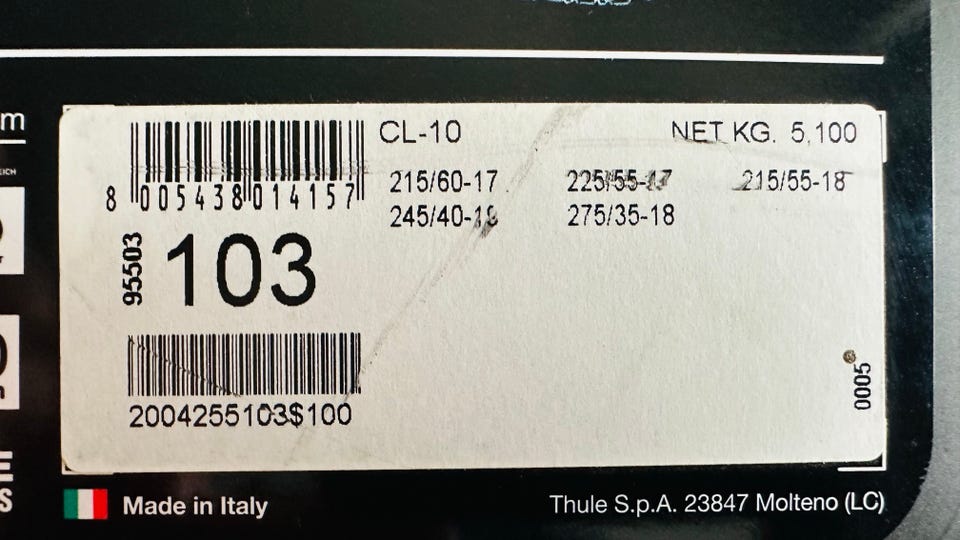 m
CL-10 NET KG. 5,100
215/60-17 225/55-17 215/55-18
245/40-18 275/35-18
8 005438 014157
95503
103
2004255103$100
0005
Made in Italy
Thule S.p.A. 23847 Molteno (LC)